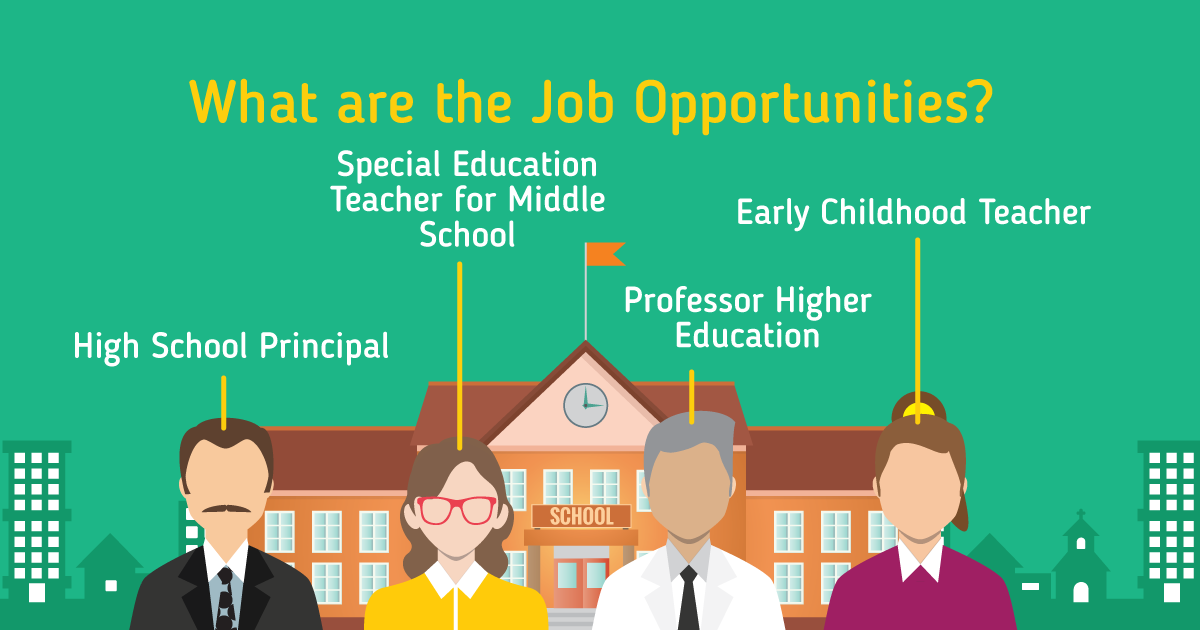 What are the Job Opportunities?
Special Education
Teacher for Middle
School
Early Childhood Teacher
Professor Higher
Education
High School Principal
SCHOOL